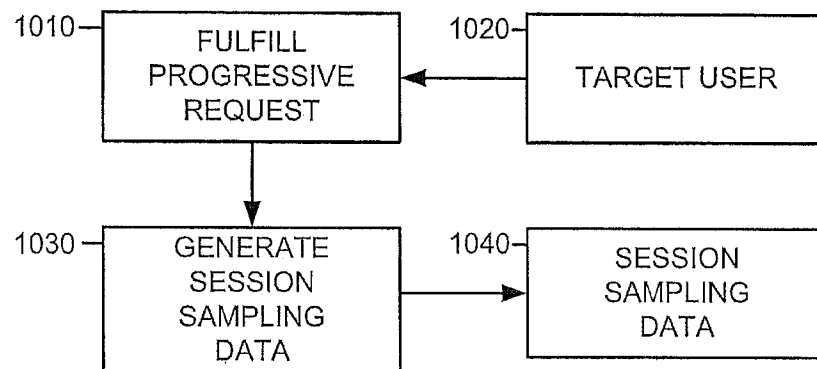 1010
FULFILL
PROGRESSIVE
REQUEST
1020
TARGET USER
1030
GENERATE
SESSION
SAMPLING
DATA
1040
SESSION
SAMPLING
DATA